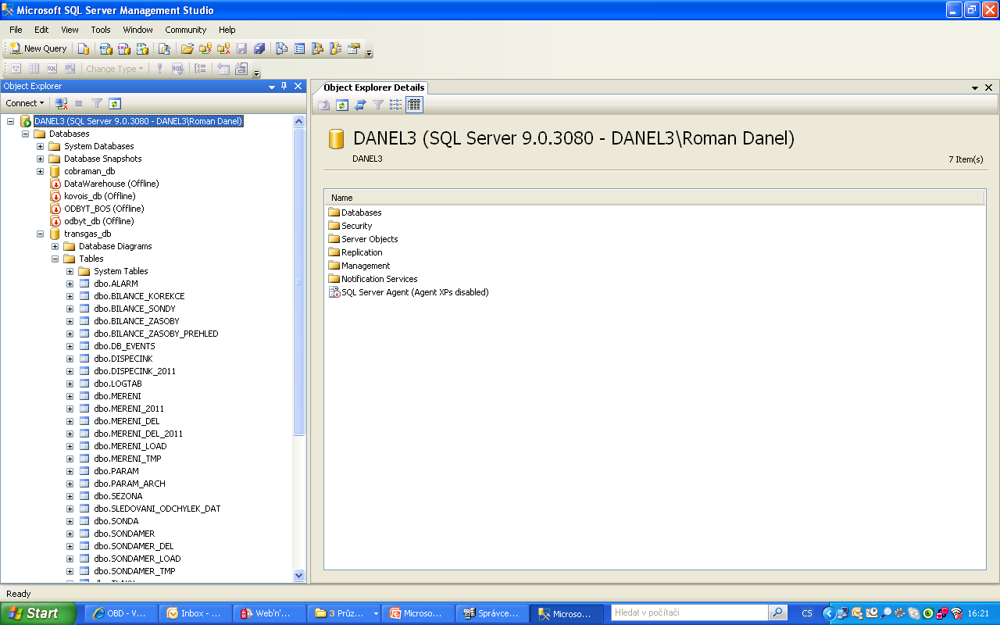 Microsoft SQL Server Management Studio
File Edit View Tools Window Community Help
New Query
Change Type
Object Explorer
Connect
DANEL3 (SQL Server 9.0.3080 - DANEL3\Roman Danel)
Databases
System Databases
Database Snapshots
cobraman_db
DataWarehouse (Offline)
kovois_db (Offline)
ODBYT_BOS (Offline)
odbyt_db (Offline)
transgas_db
Database Diagrams
Tables
System Tables
dbo.ALARM
dbo.BILANCE_KOREKCE
dbo.BILANCE_SONDY
dbo.BILANCE_ZASOBY
dbo.BILANCE_ZASOBY_PREHLED
dbo.DB_EVENTS
dbo.DISPECINK
dbo.DISPECINK_2011
dbo.LOGTAB
dbo.MERENI
dbo.MERENI_2011
dbo.MERENI_DEL
dbo.MERENI_DEL_2011
dbo.MERENI_LOAD
dbo.MERENI_TMP
dbo.PARAM
dbo.PARAM_ARCH
dbo.SEZONA
dbo.SLEDOVANI_ODCHYLEK_DAT
dbo.SONDA
dbo.SONDAMER
dbo.SONDAMER_DEL
dbo.SONDAMER_LOAD
dbo.SONDAMER_TMP
Object Explorer Details
DANEL3 (SQL Server 9.0.3080 - DANEL3\Roman Danel)
DANEL3
7 Item(s)
Name
Databases
Security
Server Objects
Replication
Management
Notification Services
SQL Server Agent (Agent XPs disabled)
Ready
Start OBD - V... Inbox - ... Web'n'... 3 Průz... Microso... Správce... Microso... Hledat v počítači CS 16:21